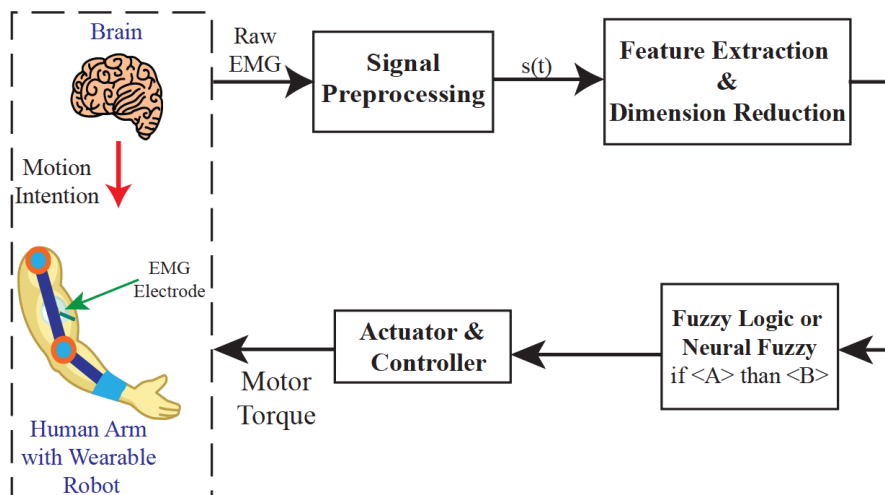 Brain
Raw
EMG
Signal
Preprocessing
s(t)
Feature Extraction
&
Dimension Reduction
Motion
Intention
EMG
Electrode
Human Arm
with Wearable
Robot
Fuzzy Logic or
Neural Fuzzy
if <A> than <B>
Actuator &
Controller
Motor
Torque